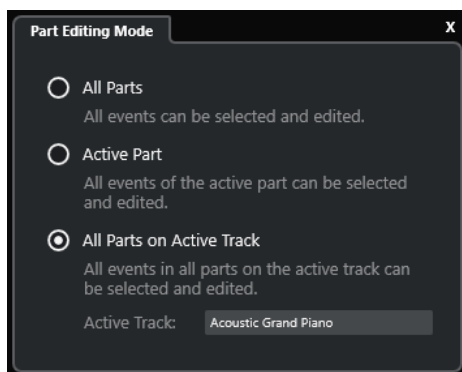 Part Editing Mode
X
All Parts
All events can be selected and edited.
Active Part
All events of the active part can be selected
and edited.
All Parts on Active Track
All events in all parts on the active track can
be selected and edited.
Active Track: Acoustic Grand Piano